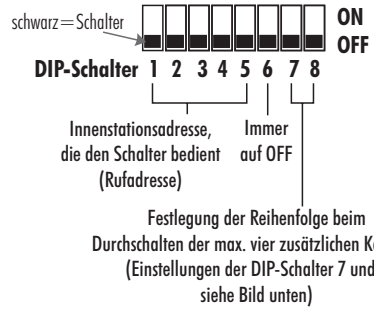 schwarz=Schalter
ON
OFF
DIP-Schalter 1 2 3 4 5 6 7 8
Innenstationsadresse,
die den Schalter bedient
(Rufadresse)
Immer
auf OFF
Festlegung der Reihenfolge beim
Durchschalten der max. vier zusätzlichen
(Einstellungen der DIP-Schalter 7 und
siehe Bild unten)